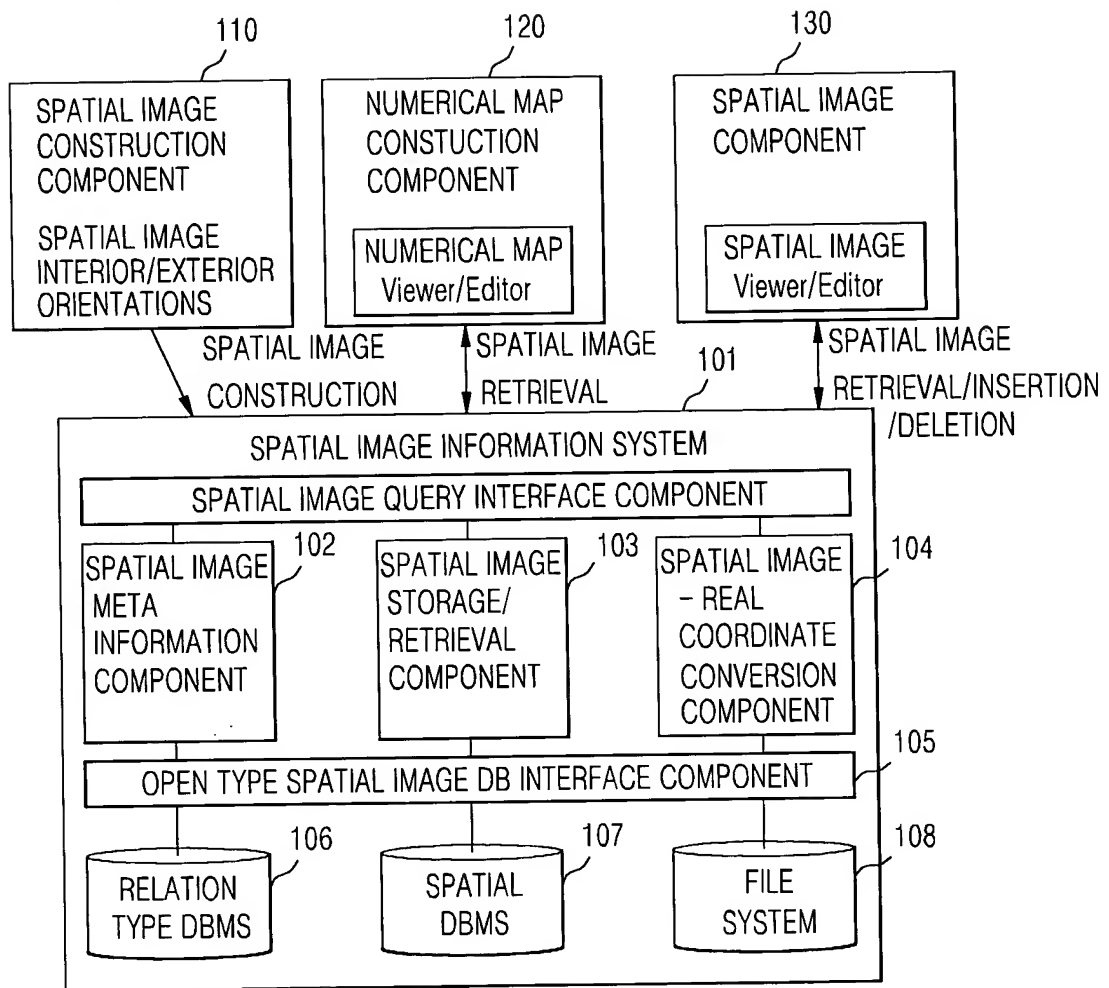 110
120
130
SPATIAL IMAGE
CONSTRUCTION
COMPONENT
SPATIAL IMAGE
INTERIOR/EXTERIOR
ORIENTATIONS
NUMERICAL MAP
CONSTUCTION
COMPONENT
NUMERICAL MAP
Viewer/Editor
SPATIAL IMAGE
COMPONENT
SPATIAL IMAGE
Viewer/Editor
SPATIAL IMAGE
CONSTRUCTION
SPATIAL IMAGE
RETRIEVAL
101
SPATIAL IMAGE
RETRIEVAL/INSERTION
/DELETION
SPATIAL IMAGE INFORMATION SYSTEM
SPATIAL IMAGE QUERY INTERFACE COMPONENT
102
SPATIAL IMAGE
META
INFORMATION
COMPONENT
103
SPATIAL IMAGE
STORAGE/
RETRIEVAL
COMPONENT
104
SPATIAL IMAGE
– REAL
COORDINATE
CONVERSION
COMPONENT
105
OPEN TYPE SPATIAL IMAGE DB INTERFACE COMPONENT
106
RELATION
TYPE DBMS
107
SPATIAL
DBMS
108
FILE
SYSTEM